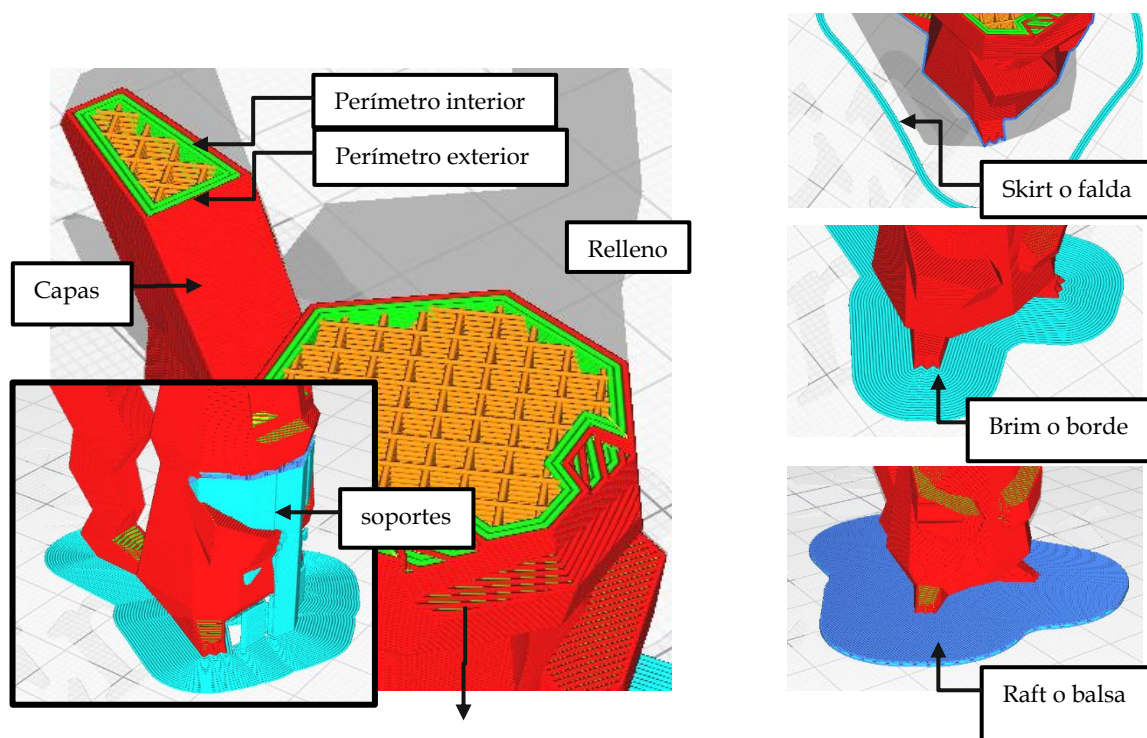 Perímetro interior
Perímetro exterior
Relleno
Capas
soportes
Skirt o falda
Brim o borde
Raft o balsa